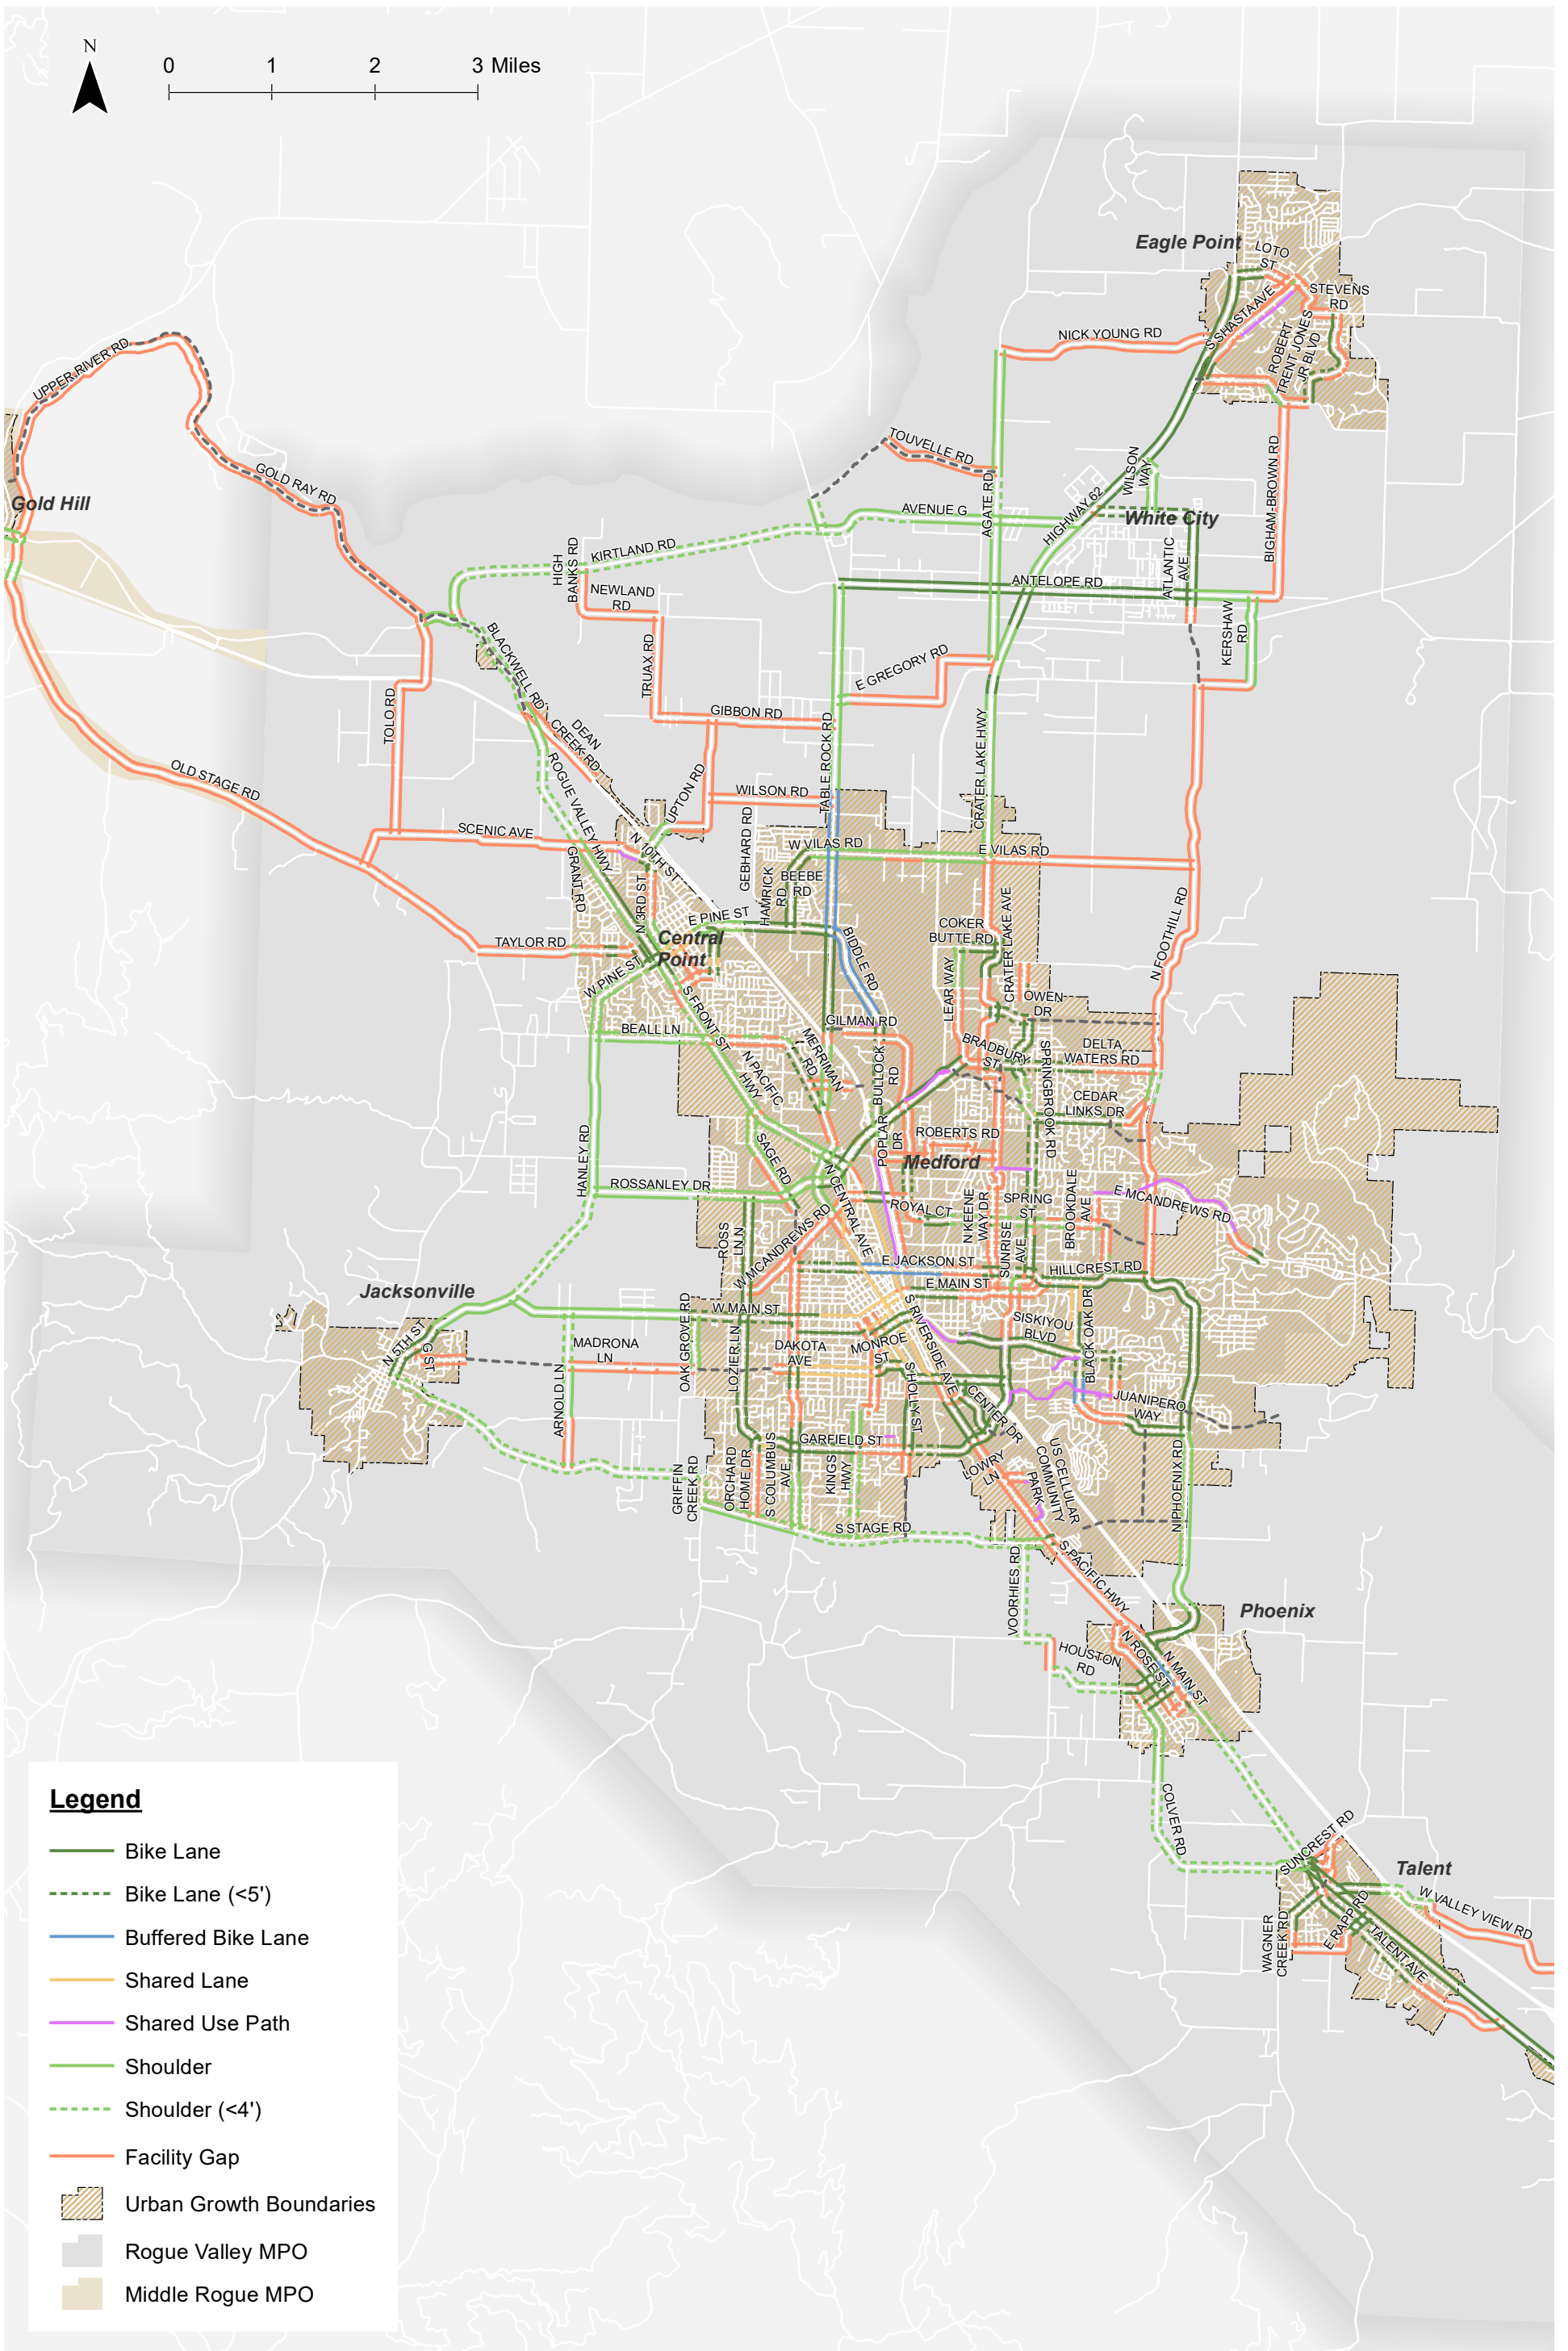 N
0 1 2 3 Miles
Eagle Point
LOTO
ST
STEVENS
RD
S SHASTA AVE
ROBERT
TRENT JONES
JR BLVD
NICK YOUNG RD
UPPER RIVER RD
GOLD RAY RD
Gold Hill
TOUVELLE RD
AGATE RD
WILSON
WAY
BIGHAM-BROWN RD
AVENUE G
HIGHWAY 62
White City
KIRTLAND RD
HIGH
BANKS RD
ATLANTIC
AVE
ANTELOPE RD
NEWLAND
RD
KERSHAW
RD
BLACKWELL RD
TRUAX RD
E GREGORY RD
TOLO RD
GIBBON RD
DEAN
CREEK RD
TABLE ROCK RD
CRATER LAKE HWY
OLD STAGE RD
ROGUE VALLEY HWY
UPTON RD
WILSON RD
SCENIC AVE
N 10TH ST
GEBHARD RD
W VILAS RD
E VILAS RD
GRANT RD
N 3RD ST
HAMRICK
RD
BEEBE
RD
E PINE ST
COKER
BUTTE RD
CRATER LAKE AVE
N FOOTHILL RD
TAYLOR RD
Central
Point
W PINE ST
BIDDLE RD
LEAR WAY
S FRONT ST
OWEN
DR
BEALL LN
GILMAN RD
MERRIMAN
RD
N PACIFIC
HWY
BULLOCK
RD
BRADBURY
ST
SPRINGBROOK RD
DELTA
WATERS RD
CEDAR
LINKS DR
HANLEY RD
SAGE RD
POPLAR
DR
ROBERTS RD
Medford
ROSSANLEY DR
N CENTRAL AVE
ROYAL CT
N KEENE
WAY DR
SPRING
ST
BROOKDALE
AVE
E MCANDREWS RD
ROSS
LN N
W MCANDREWS RD
SUNRISE
AVE
E JACKSON ST
HILLCREST RD
E MAIN ST
Jacksonville
W MAIN ST
S RIVERSIDE AVE
SISKIYOU
BLVD
BLACK OAK DR
N 5TH ST
G ST
MADRONA
LN
OAK GROVE RD
LOZIER LN
DAKOTA
AVE
MONROE
ST
S HOLLY ST
CENTER DR
JUANIPERO
WAY
ARNOLD LN
GARFIELD ST
GRIFFIN
CREEK RD
ORCHARD
HOME DR
S COLUMBUS
AVE
KINGS
HWY
LOWRY
LN
US CELLULAR
COMMUNITY
PARK
N PHOENIX RD
S STAGE RD
VOORHIES RD
S PACIFIC HWY
Phoenix
HOUSTON
RD
N ROSE ST
N MAIN ST
COLVER RD
SUNCREST RD
Talent
W VALLEY VIEW RD
WAGNER
CREEK RD
E RAPP RD
TALENT AVE
Legend
Bike Lane
Bike Lane (<5')
Buffered Bike Lane
Shared Lane
Shared Use Path
Shoulder
Shoulder (<4')
Facility Gap
Urban Growth Boundaries
Rogue Valley MPO
Middle Rogue MPO